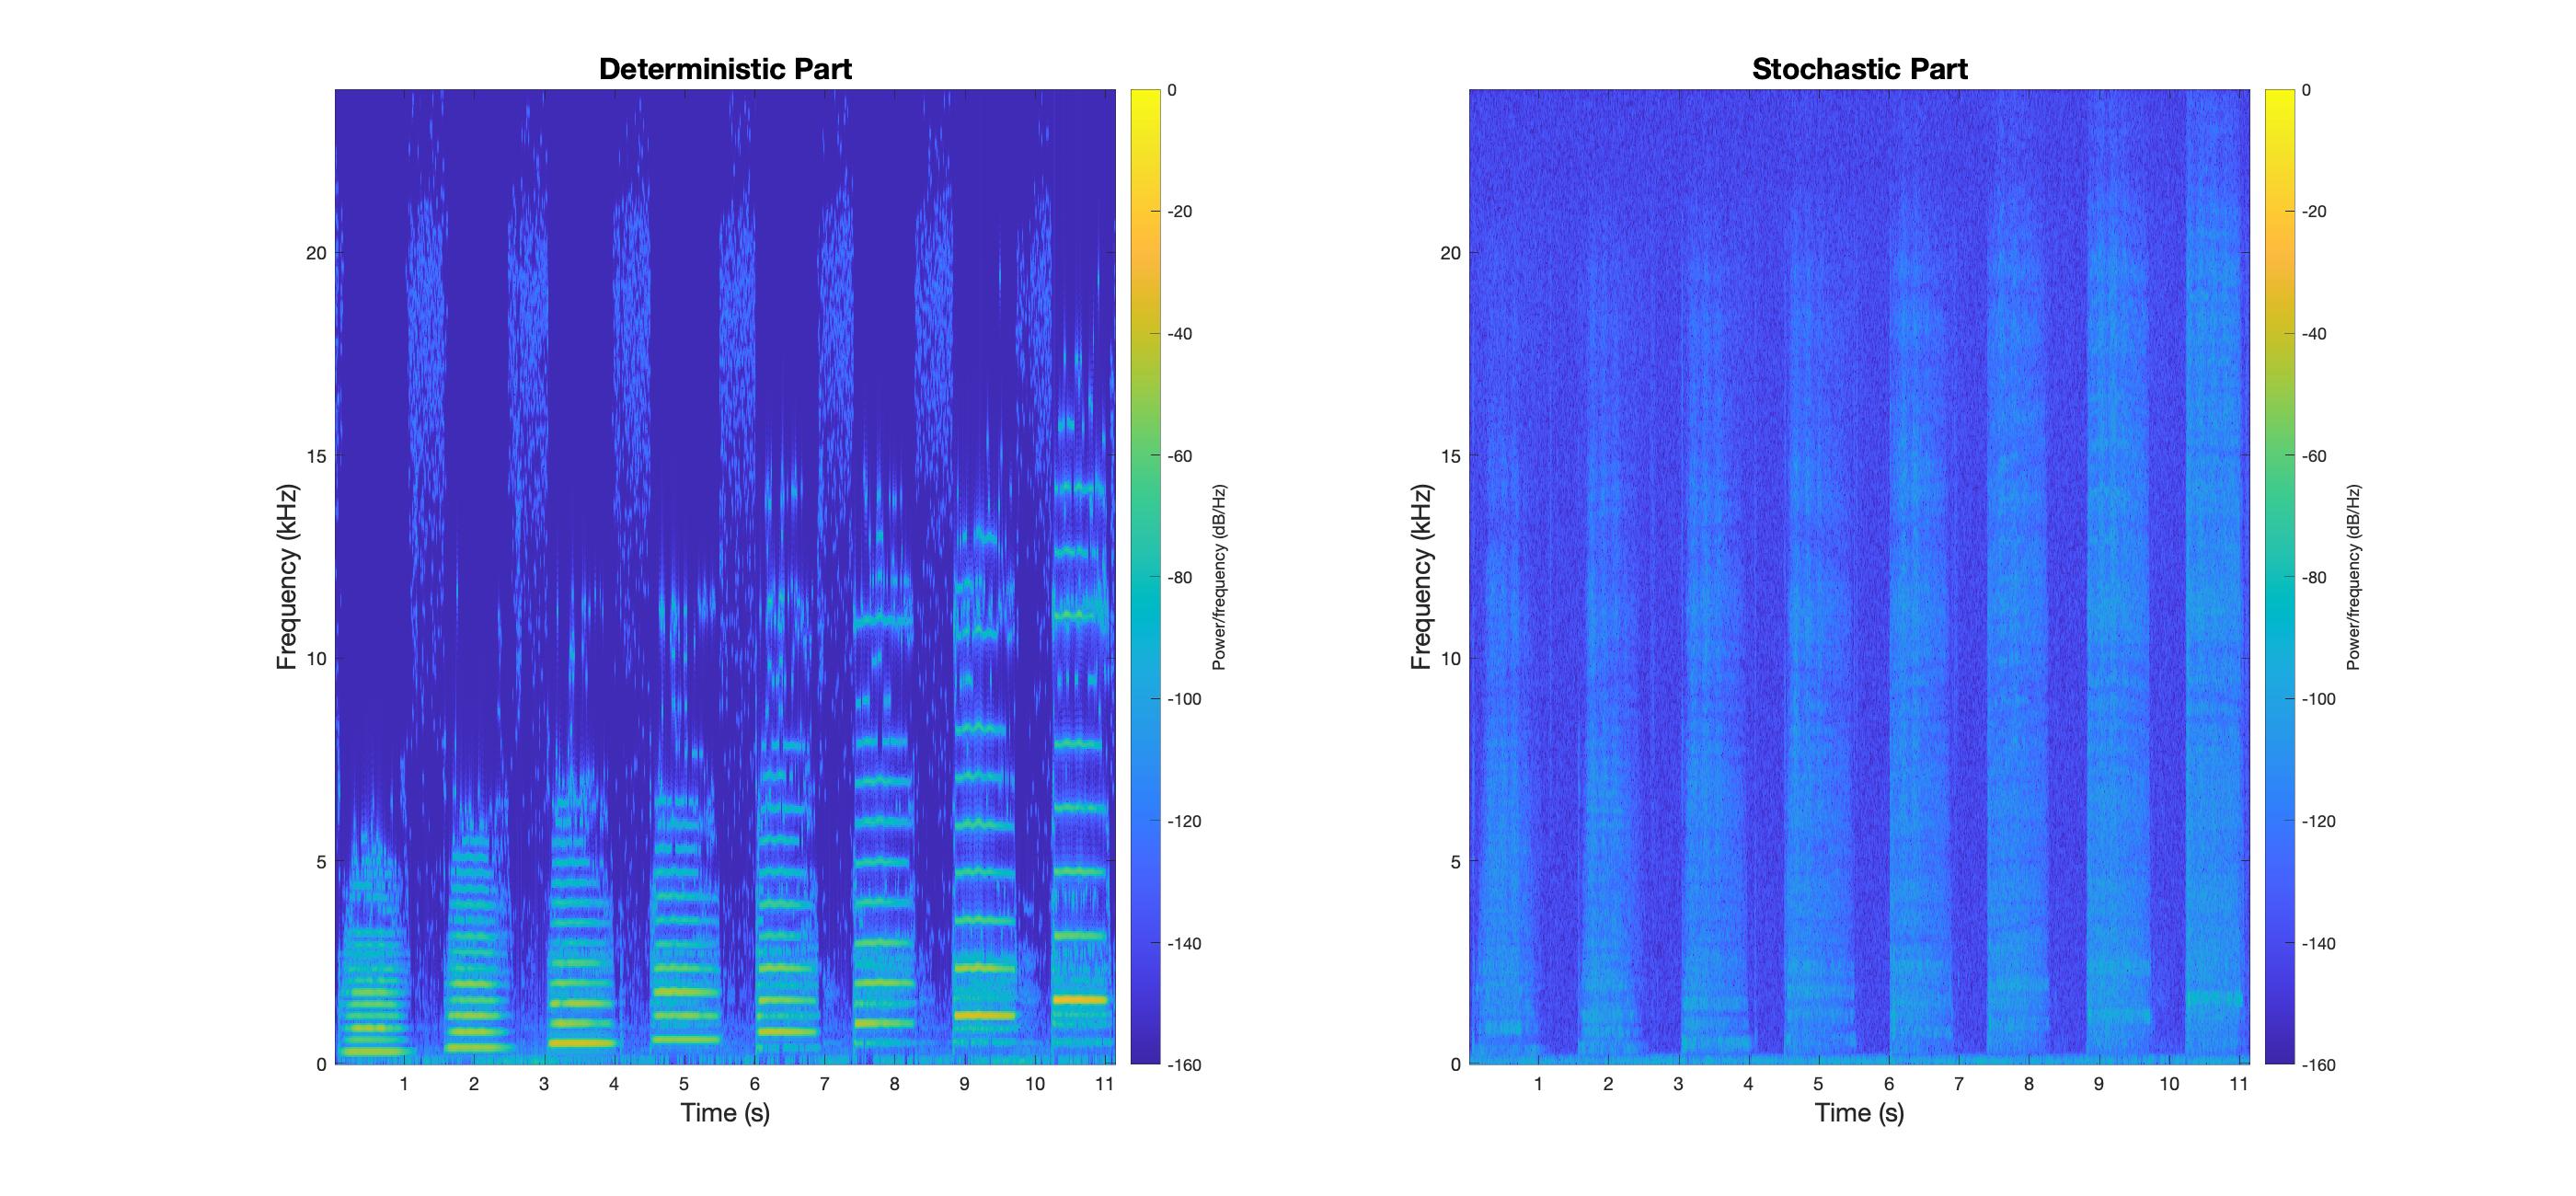 Deterministic Part
Frequency (kHz)
20
15
10
5
0
1 2 3 4 5 6 7 8 9 10 11
Time (s)
0
-20
-40
-60
-80
-100
-120
-140
-160
Power/frequency (dB/Hz)
Stochastic Part
Frequency (kHz)
20
15
10
5
0
1 2 3 4 5 6 7 8 9 10 11
Time (s)
0
-20
-40
-60
-80
-100
-120
-140
-160
Power/frequency (dB/Hz)